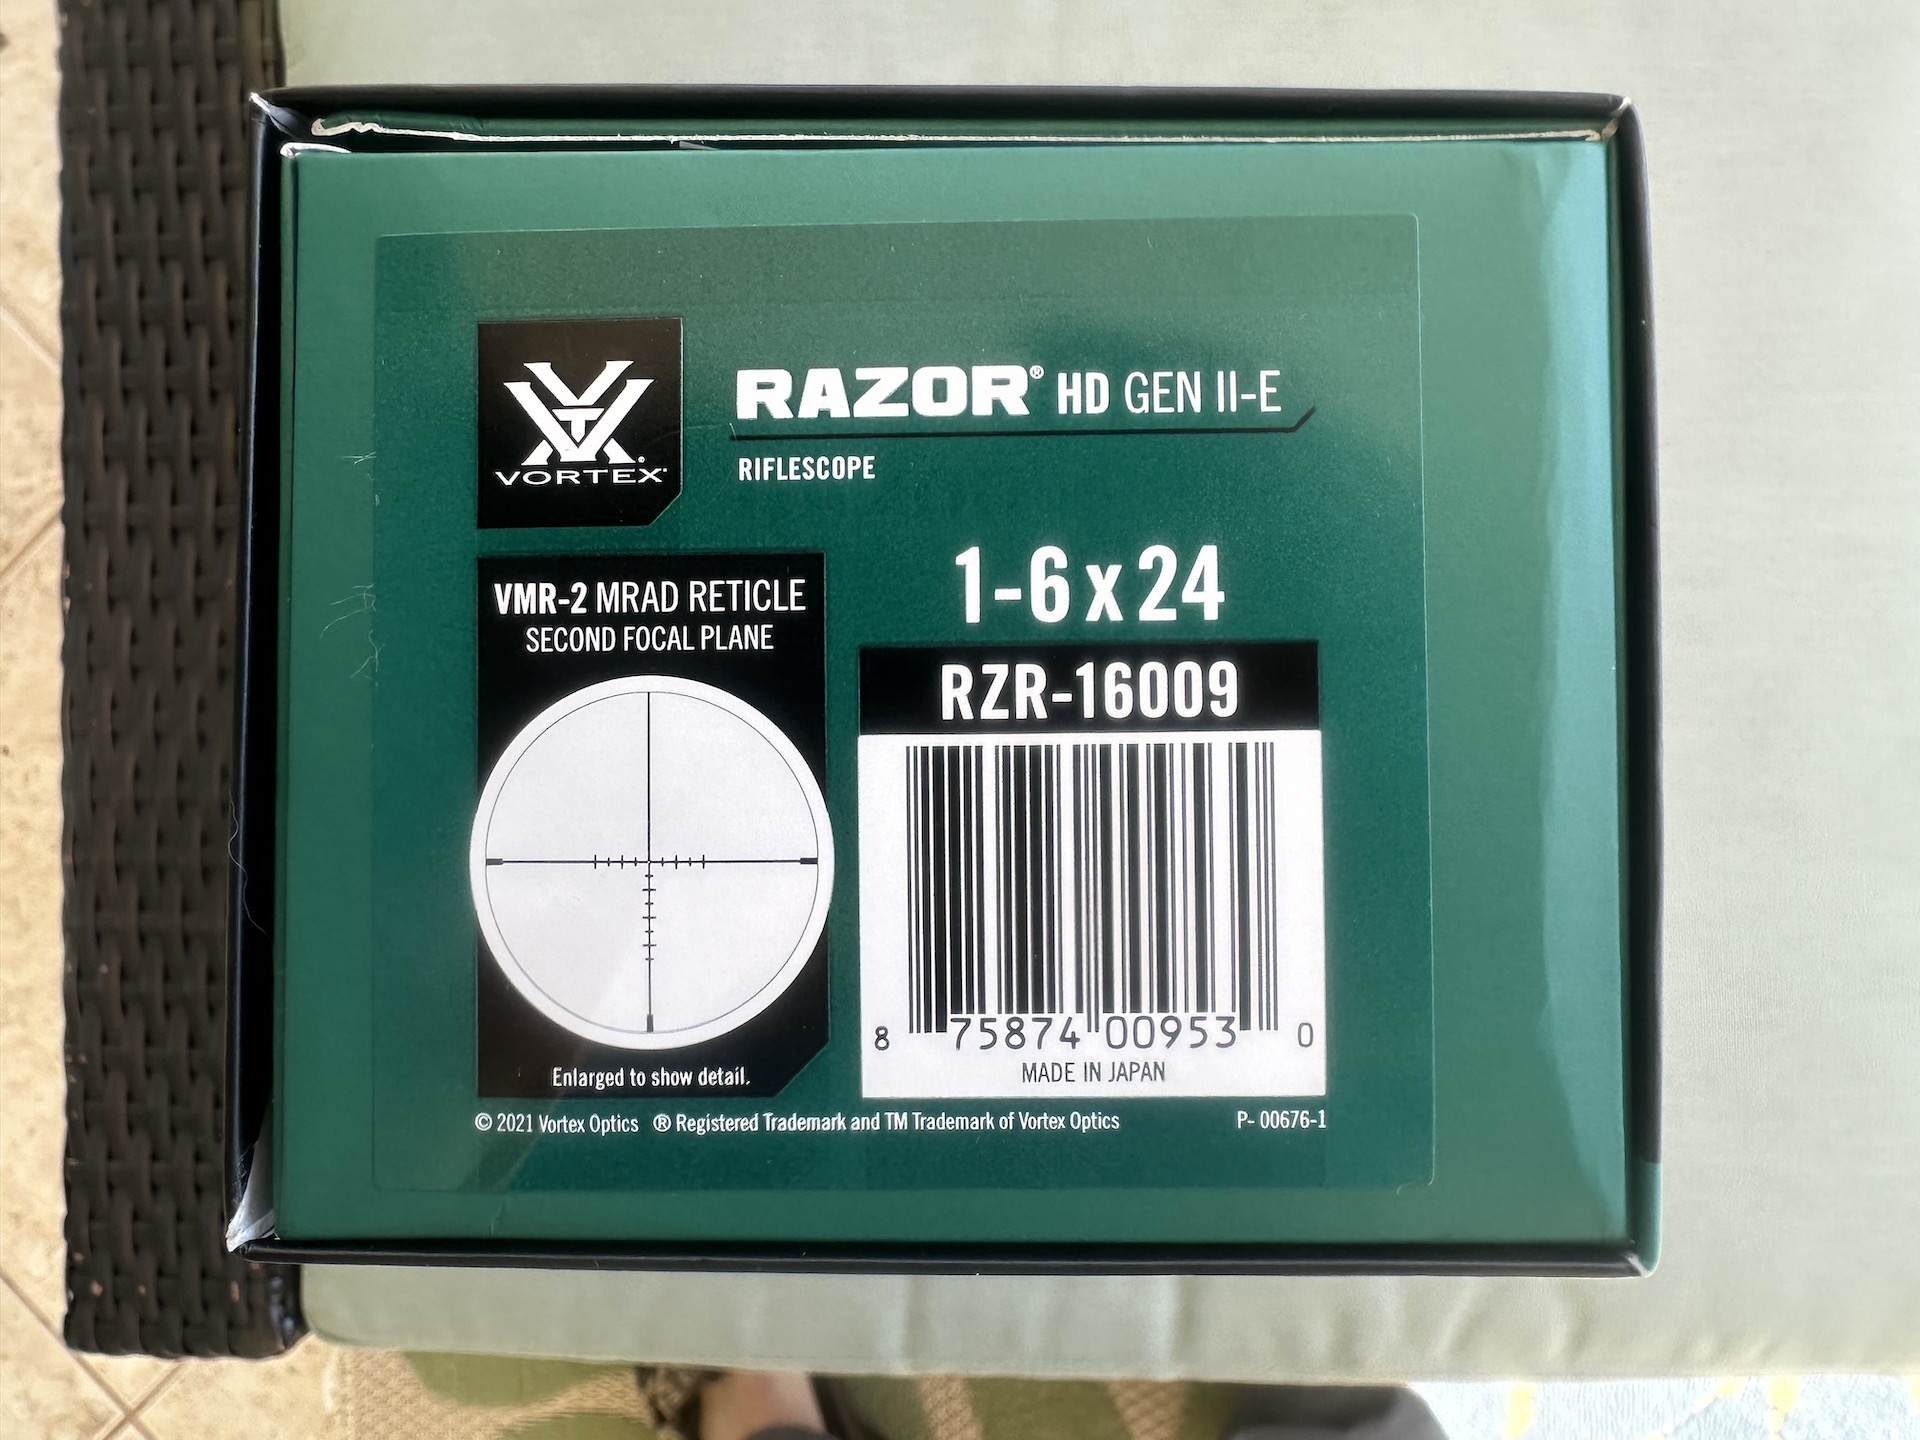 VORTEX®
RAZOR® HD GEN II-E
RIFLESCOPE
VMR-2 MRAD RETICLE
SECOND FOCAL PLANE
Enlarged to show detail.
1-6x24
RZR-16009
8 75874 00953 0
MADE IN JAPAN
© 2021 Vortex Optics ® Registered Trademark and TM Trademark of Vortex Optics P- 00676-1